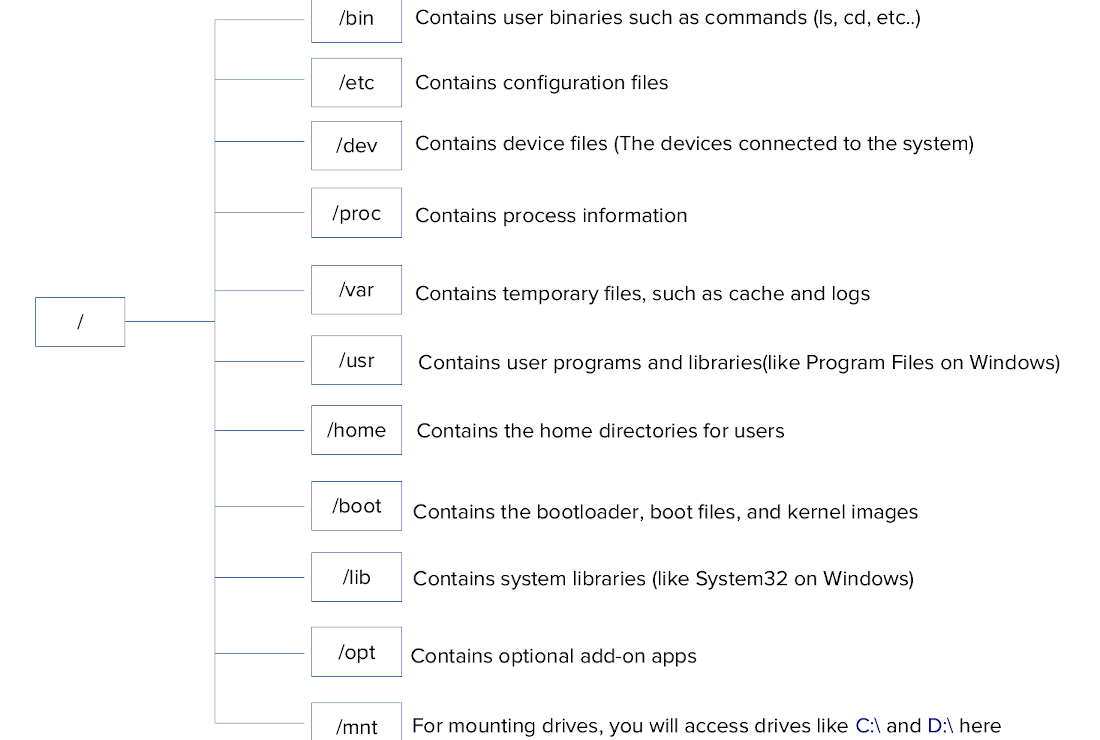 /bin Contains user binaries such as commands (ls, cd, etc..)
/etc Contains configuration files
/dev Contains device files (The devices connected to the system)
/proc Contains process information
/var Contains temporary files, such as cache and logs
/
/usr Contains user programs and libraries(like Program Files on Windows)
/home Contains the home directories for users
/boot Contains the bootloader, boot files, and kernel images
/lib Contains system libraries (like System32 on Windows)
/opt Contains optional add-on apps
/mnt For mounting drives, you will access drives like C:\ and D:\ here